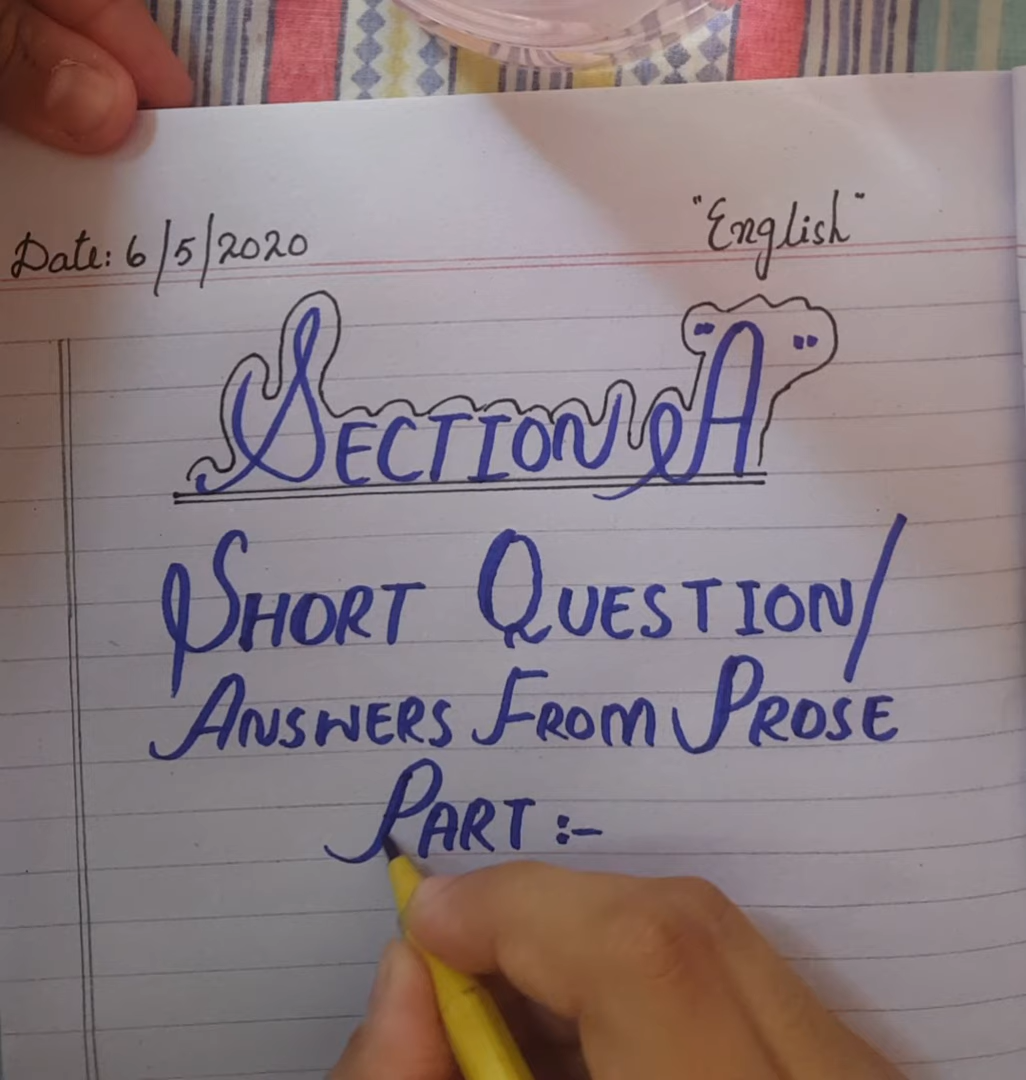 Date: 6/5/2020 "English"
SECTION "A"
SHORT QUESTION/
ANSWERS FROM PROSE
PART :-